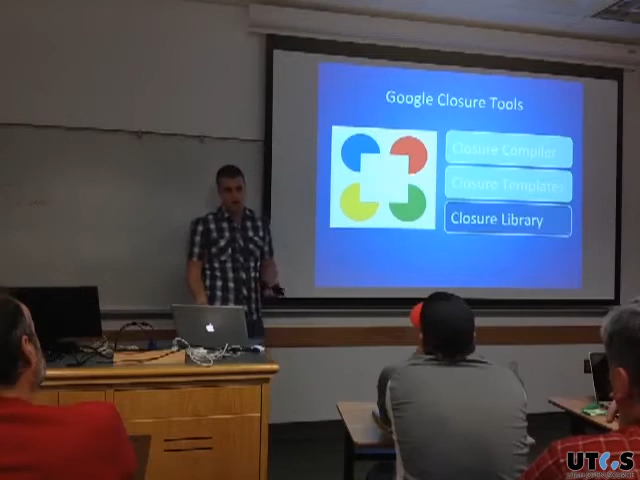 Google Closure Tools
Closure Compiler
Closure Templates
Closure Library
UTOS